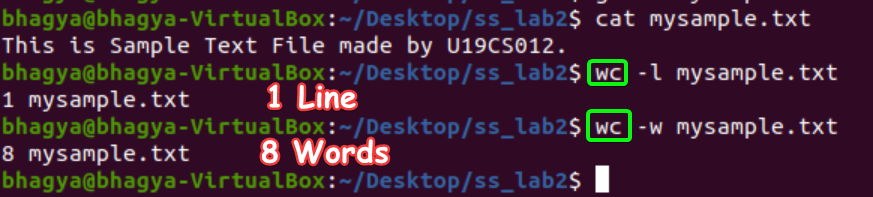 bhagya@bhagya-VirtualBox:~/Desktop/ss_lab2$ cat mysample.txt
This is Sample Text File made by U19CS012.
bhagya@bhagya-VirtualBox:~/Desktop/ss_lab2$ wc -l mysample.txt
1 mysample.txt 1 Line
bhagya@bhagya-VirtualBox:~/Desktop/ss_lab2$ wc -w mysample.txt
8 mysample.txt 8 Words
bhagya@bhagya-VirtualBox:~/Desktop/ss_lab2$